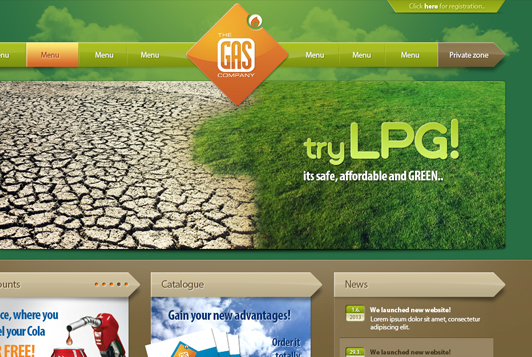 Click here for registration..
enu
Menu
Menu
Menu
THE
GAS
COMPANY
Menu
Menu
Menu
Private zone
try LPG!
its safe, affordable and GREEN..
ounts
Catalogue
News
ce, where you
el your Cola
R FREE!
Gain your new advantages!
Order it
totally
1.6.
2013
We launched new website!
Lorem ipsum dolor sit amet, consectetur
adipiscing elit.
29.3.
We launched new website!